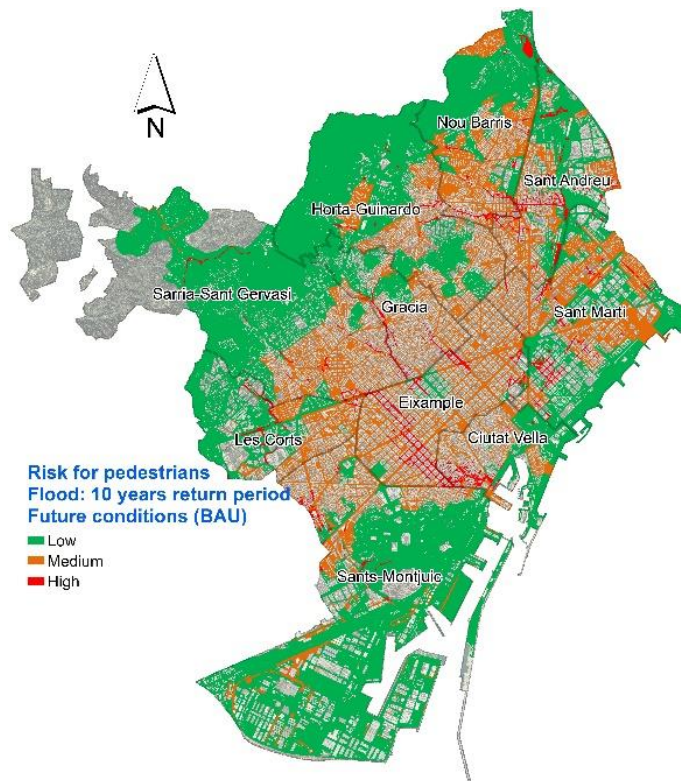 N
Nou Barris
Sant Andreu
Horta-Guinardo
Sarria-Sant Gervasi
Gracia
Sant Marti
Eixample
Les Corts
Ciutat Vella
Risk for pedestrians
Flood: 10 years return period
Future conditions (BAU)
Low
Medium
High
Sants-Montjuic